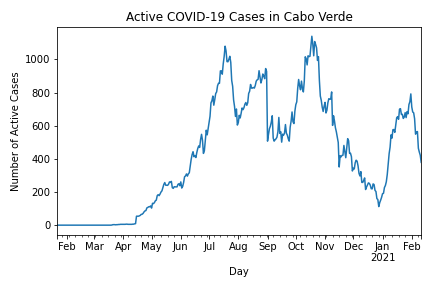 Active COVID-19 Cases in Cabo Verde
Number of Active Cases
1000
800
600
400
200
0
Feb Mar Apr May Jun Jul Aug Sep Oct Nov Dec Jan Feb
2021
Day